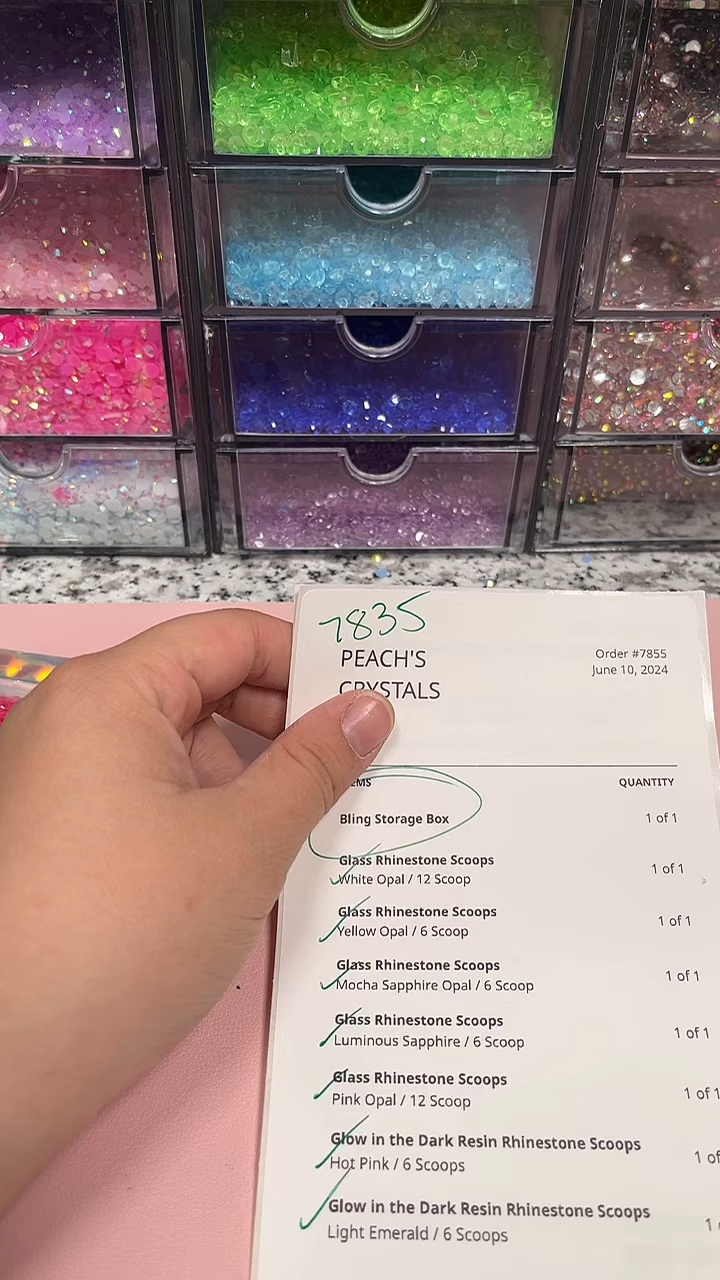 7835
PEACH'S
CRYSTALS
Order #7855
June 10, 2024
QUANTITY
Bling Storage Box 1 of 1
Glass Rhinestone Scoops
White Opal / 12 Scoop 1 of 1
Glass Rhinestone Scoops
Yellow Opal / 6 Scoop 1 of 1
Glass Rhinestone Scoops
Mocha Sapphire Opal / 6 Scoop 1 of 1
Glass Rhinestone Scoops
Luminous Sapphire / 6 Scoop 1 of 1
Glass Rhinestone Scoops
Pink Opal / 12 Scoop 1 of 1
Glow in the Dark Resin Rhinestone Scoops
Hot Pink / 6 Scoops 1 of
Glow in the Dark Resin Rhinestone Scoops
Light Emerald / 6 Scoops 1